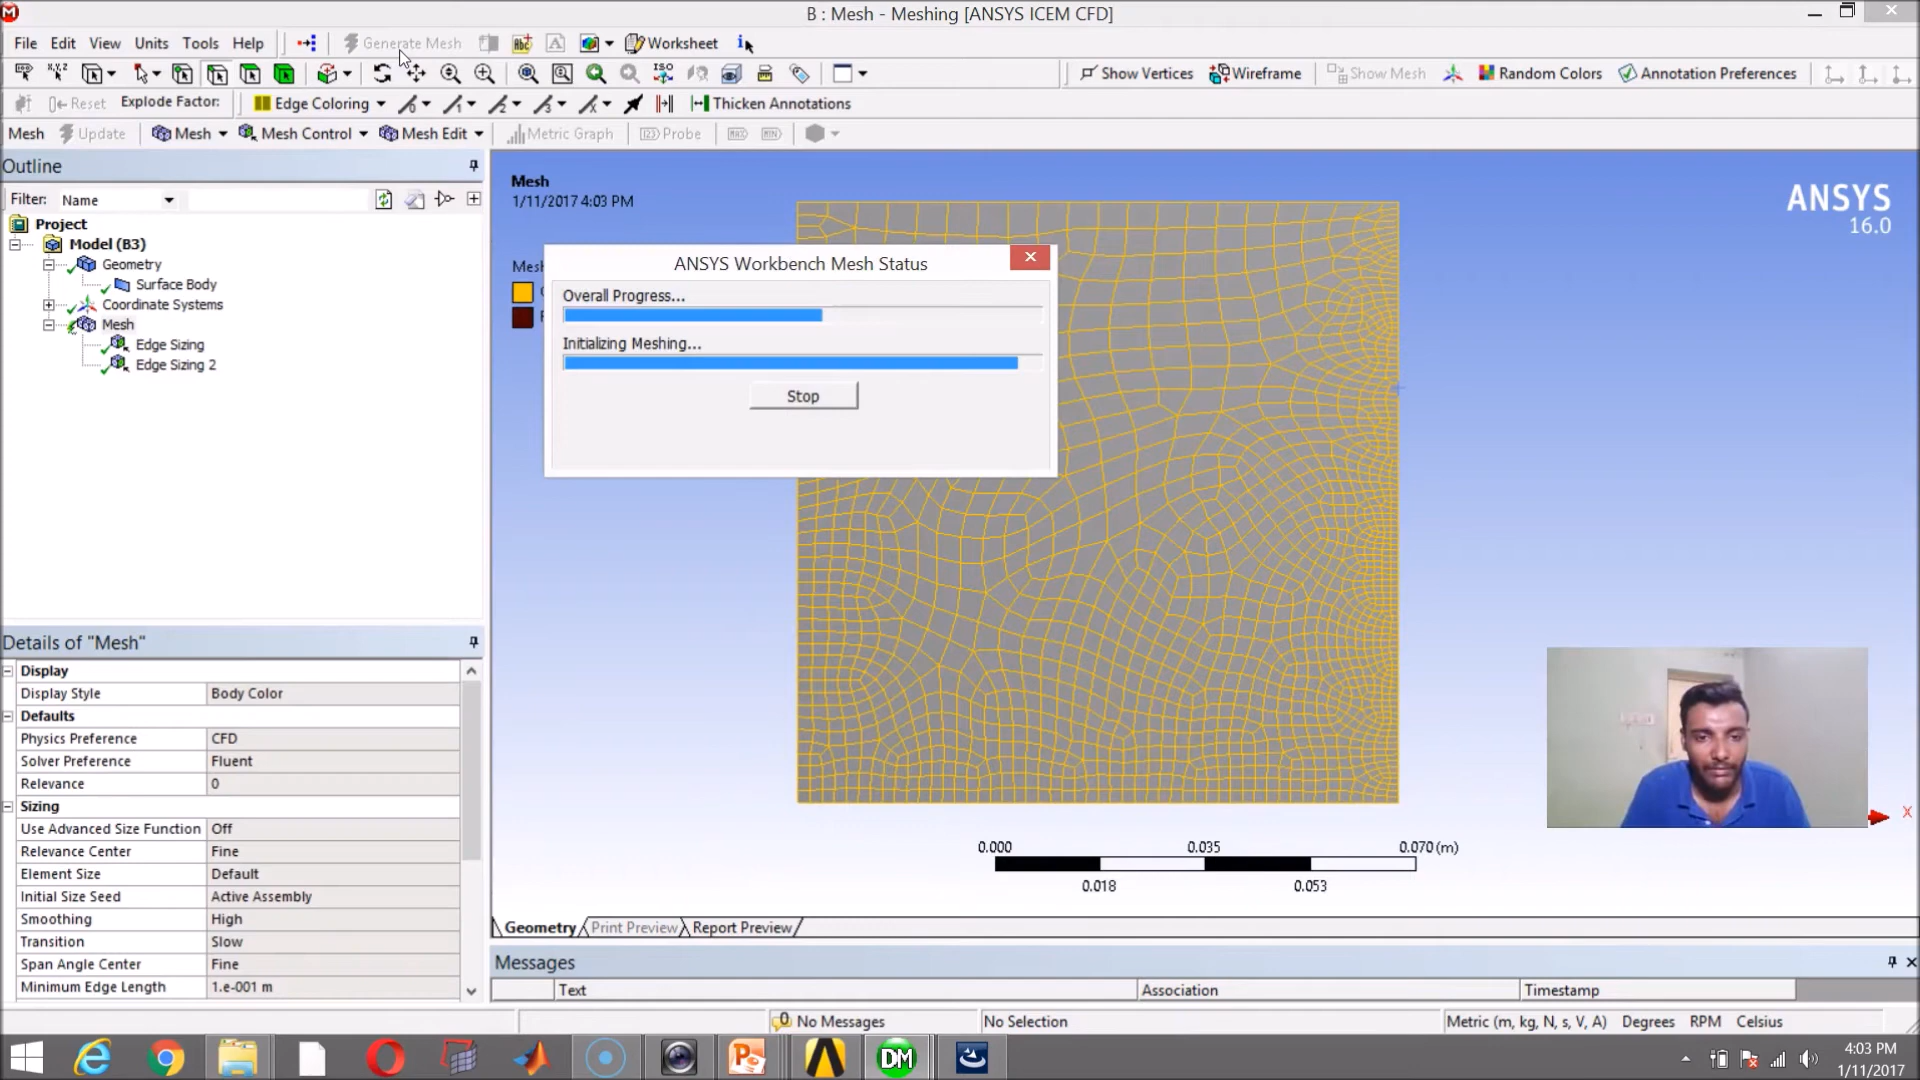 B : Mesh - Meshing [ANSYS ICEM CFD]
File Edit View Units Tools Help Generate Mesh Worksheet
Show Vertices Wireframe Show Mesh Random Colors Annotation Preferences
Reset Explode Factor: Edge Coloring Thicken Annotations
Mesh Update Mesh Mesh Control Mesh Edit Metric Graph Probe
Outline
Filter: Name
Project
Model (B3)
Geometry
Surface Body
Coordinate Systems
Mesh
Edge Sizing
Edge Sizing 2
Mesh
1/11/2017 4:03 PM
ANSYS
16.0
ANSYS Workbench Mesh Status
Overall Progress...
Initializing Meshing...
Stop
Details of "Mesh"
Display
Display Style Body Color
Defaults
Physics Preference CFD
Solver Preference Fluent
Relevance 0
Sizing
Use Advanced Size Function Off
Relevance Center Fine
Element Size Default
Initial Size Seed Active Assembly
Smoothing High
Transition Slow
Span Angle Center Fine
Minimum Edge Length 1.e-001 m
0.000 0.035 0.070 (m)
0.018 0.053
X
Geometry Print Preview Report Preview
Messages
Text Association Timestamp
No Messages No Selection Metric (m, kg, N, s, V, A) Degrees RPM Celsius
DM
4:03 PM
1/11/2017